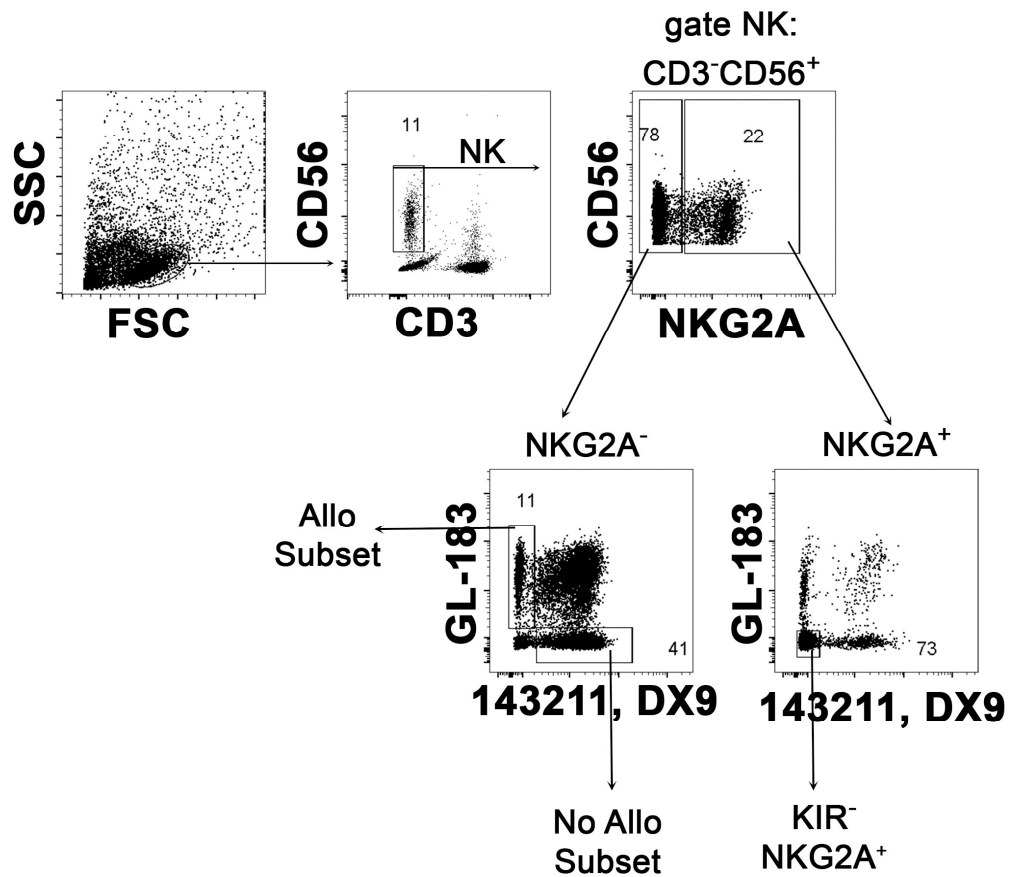 gate NK:
CD3⁻CD56⁺
SSC
FSC
CD56
11
NK
CD3
CD56
78
22
NKG2A
NKG2A⁻
NKG2A⁺
Allo
Subset
GL-183
11
41
143211, DX9
GL-183
73
143211, DX9
No Allo
Subset
KIR⁻
NKG2A⁺